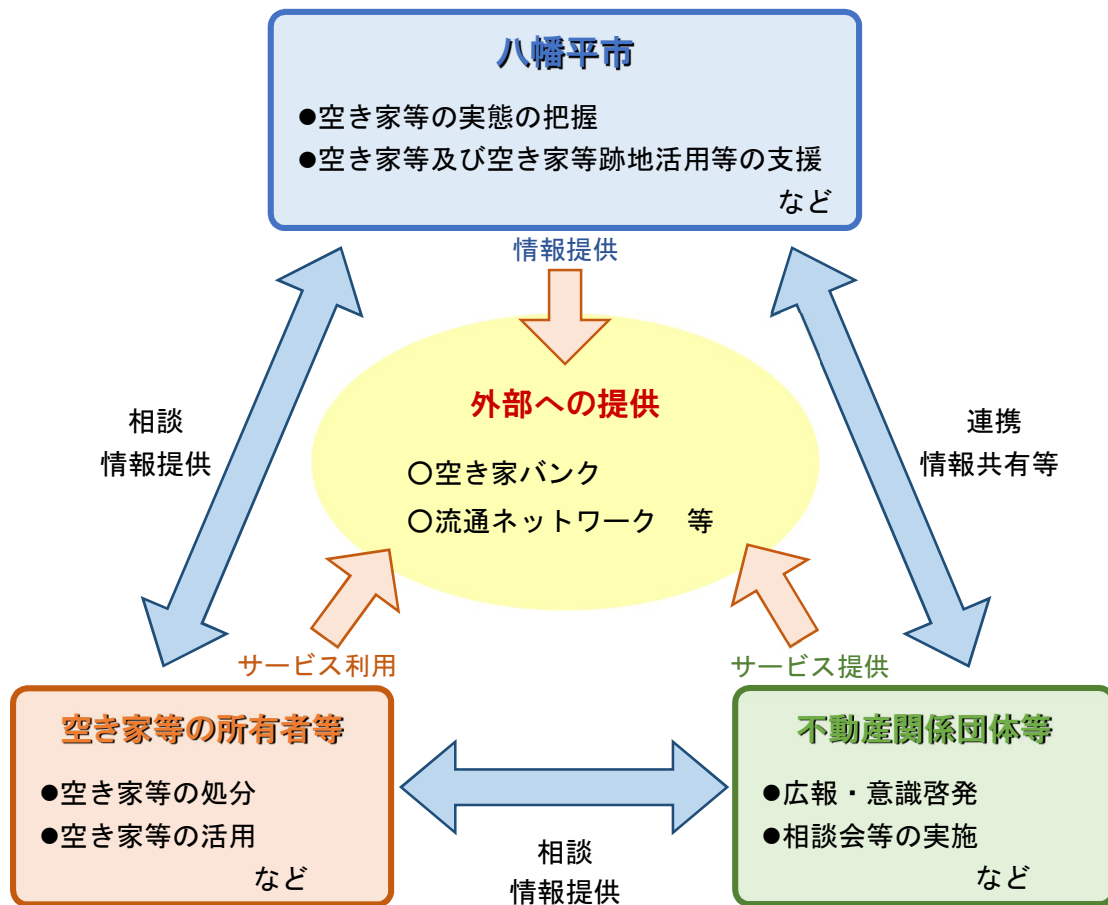 八幡平市
●空き家等の実態の把握
●空き家等及び空き家等跡地活用等の支援
など
情報提供
外部への提供
〇空き家バンク
〇流通ネットワーク　等
相談
情報提供
連携
情報共有等
サービス利用
サービス提供
空き家等の所有者等
●空き家等の処分
●空き家等の活用
など
相談
情報提供
不動産関係団体等
●広報・意識啓発
●相談会等の実施
など